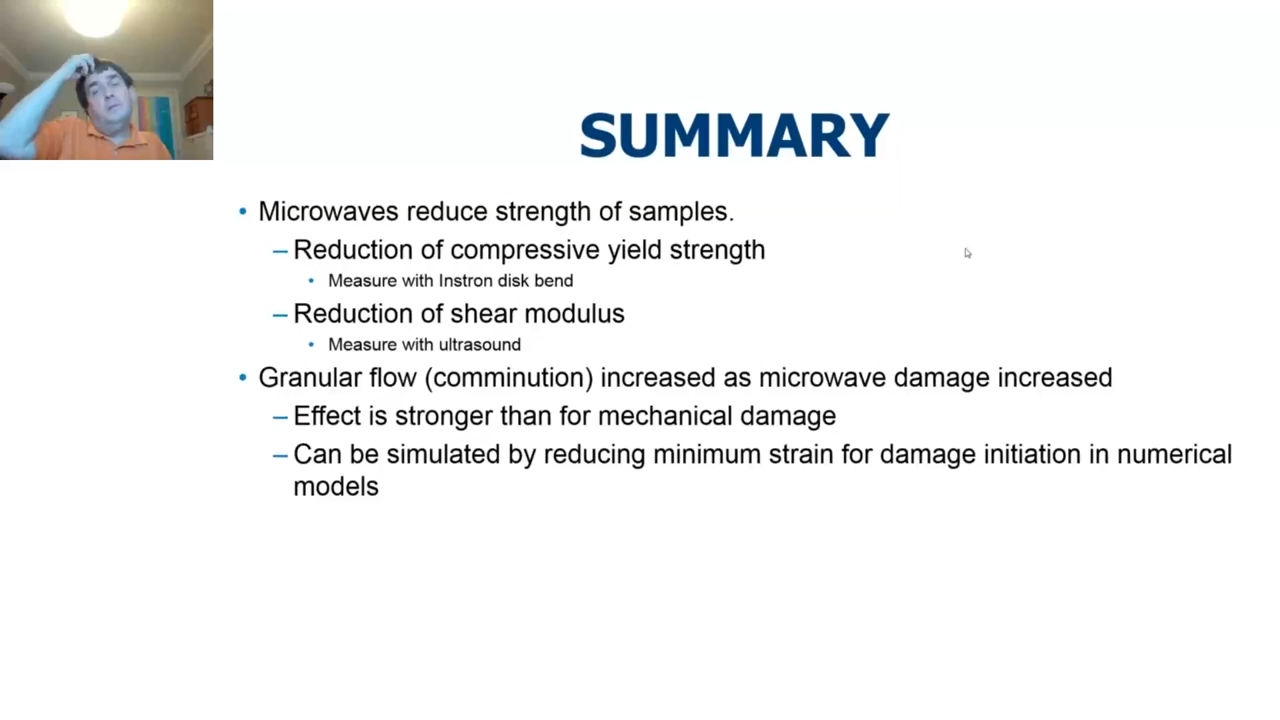 SUMMARY
• Microwaves reduce strength of samples.
– Reduction of compressive yield strength
• Measure with Instron disk bend
– Reduction of shear modulus
• Measure with ultrasound
• Granular flow (comminution) increased as microwave damage increased
– Effect is stronger than for mechanical damage
– Can be simulated by reducing minimum strain for damage initiation in numerical
models